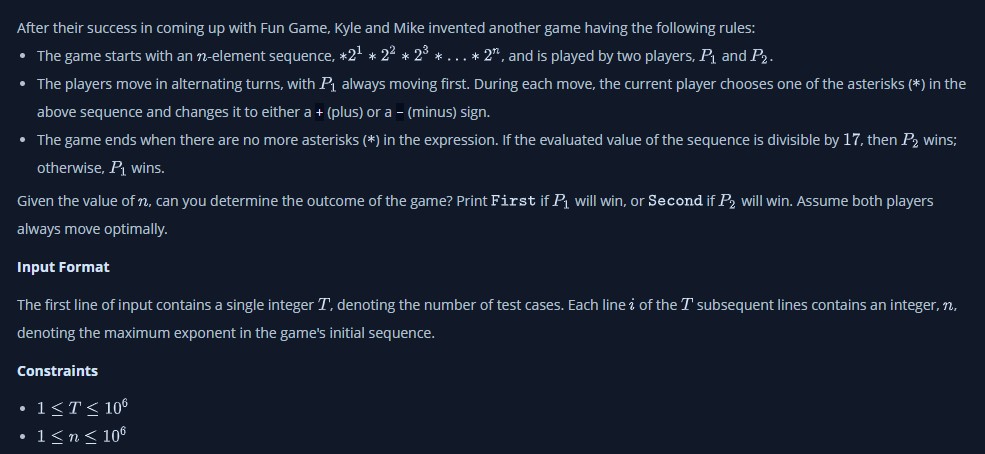 After their success in coming up with Fun Game, Kyle and Mike invented another game having the following rules:
• The game starts with an n-element sequence, *2^1 * 2^2 * 2^3 * . . . * 2^n, and is played by two players, P_1 and P_2.
• The players move in alternating turns, with P_1 always moving first. During each move, the current player chooses one of the asterisks (*) in the
above sequence and changes it to either a + (plus) or a - (minus) sign.
• The game ends when there are no more asterisks (*) in the expression. If the evaluated value of the sequence is divisible by 17, then P_2 wins;
otherwise, P_1 wins.
Given the value of n, can you determine the outcome of the game? Print First if P_1 will win, or Second if P_2 will win. Assume both players
always move optimally.
Input Format
The first line of input contains a single integer T, denoting the number of test cases. Each line i of the T subsequent lines contains an integer, n,
denoting the maximum exponent in the game's initial sequence.
Constraints
• 1 ≤ T ≤ 10^6
• 1 ≤ n ≤ 10^6